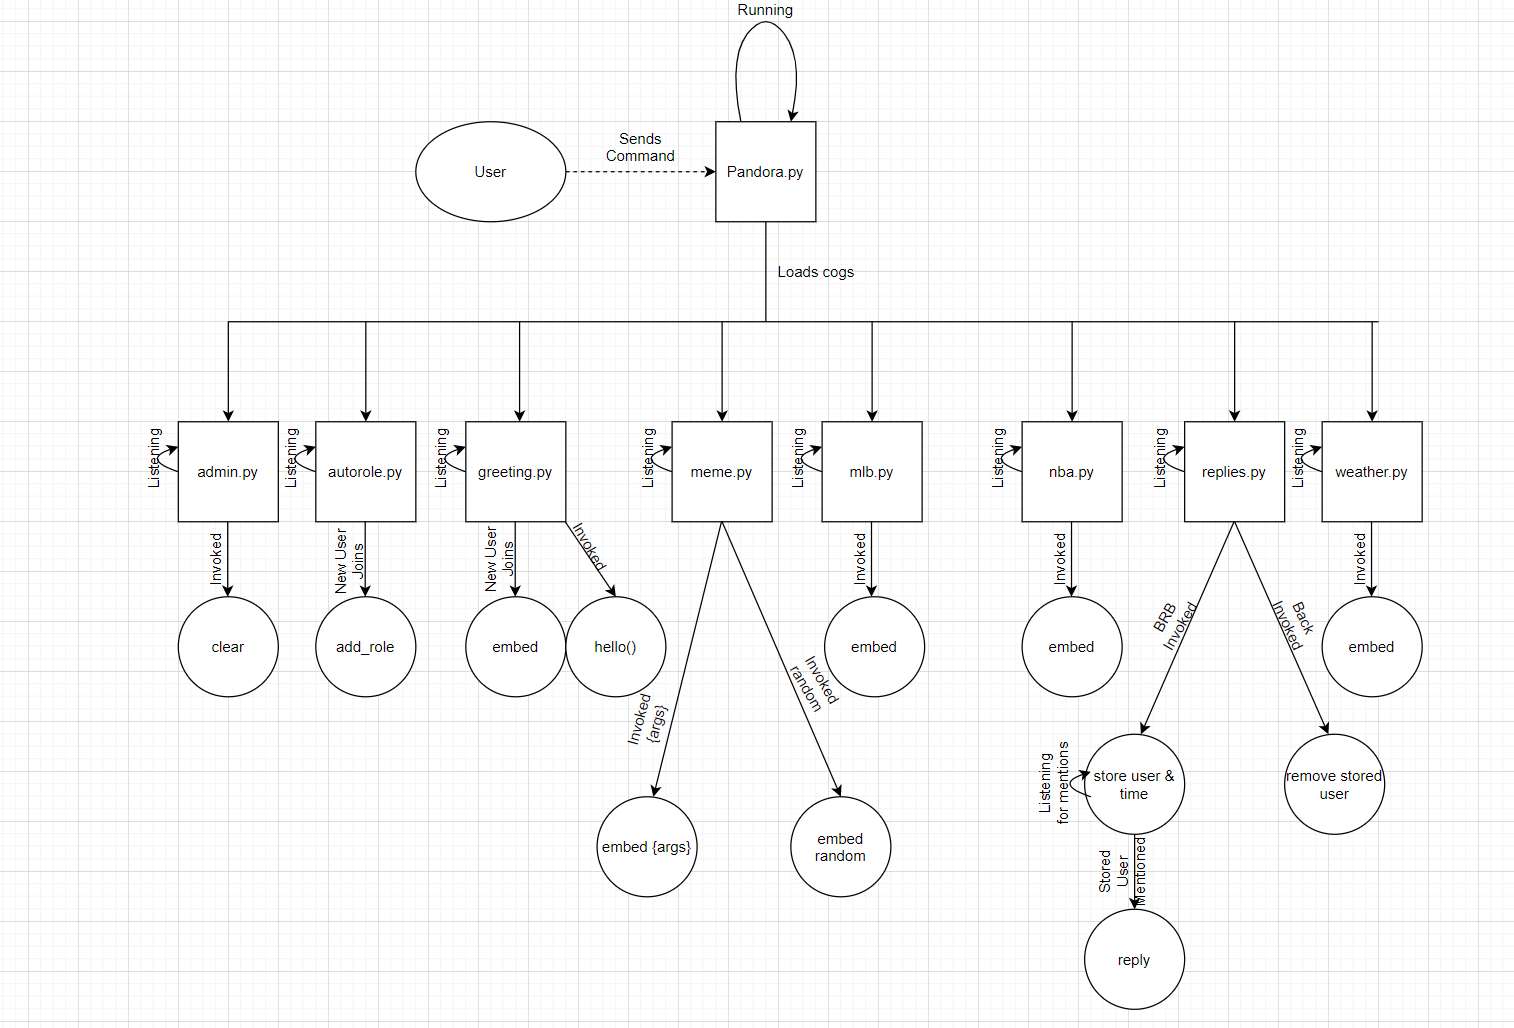 Running
User
Sends
Command
Pandora.py
Loads cogs
Listening
admin.py
Listening
autorole.py
Listening
greeting.py
Listening
meme.py
Listening
mlb.py
Listening
nba.py
Listening
replies.py
Listening
weather.py
Invoked
New User
Joins
New User
Joins
Invoked
Invoked
{args}
Invoked
random
Invoked
Invoked
BRB
Invoked
Back
Invoked
Invoked
clear
add_role
embed
hello()
embed
embed
embed
embed {args}
embed
random
Listening
for mentions
store user &
time
remove stored
user
Stored
User
Mentioned
reply